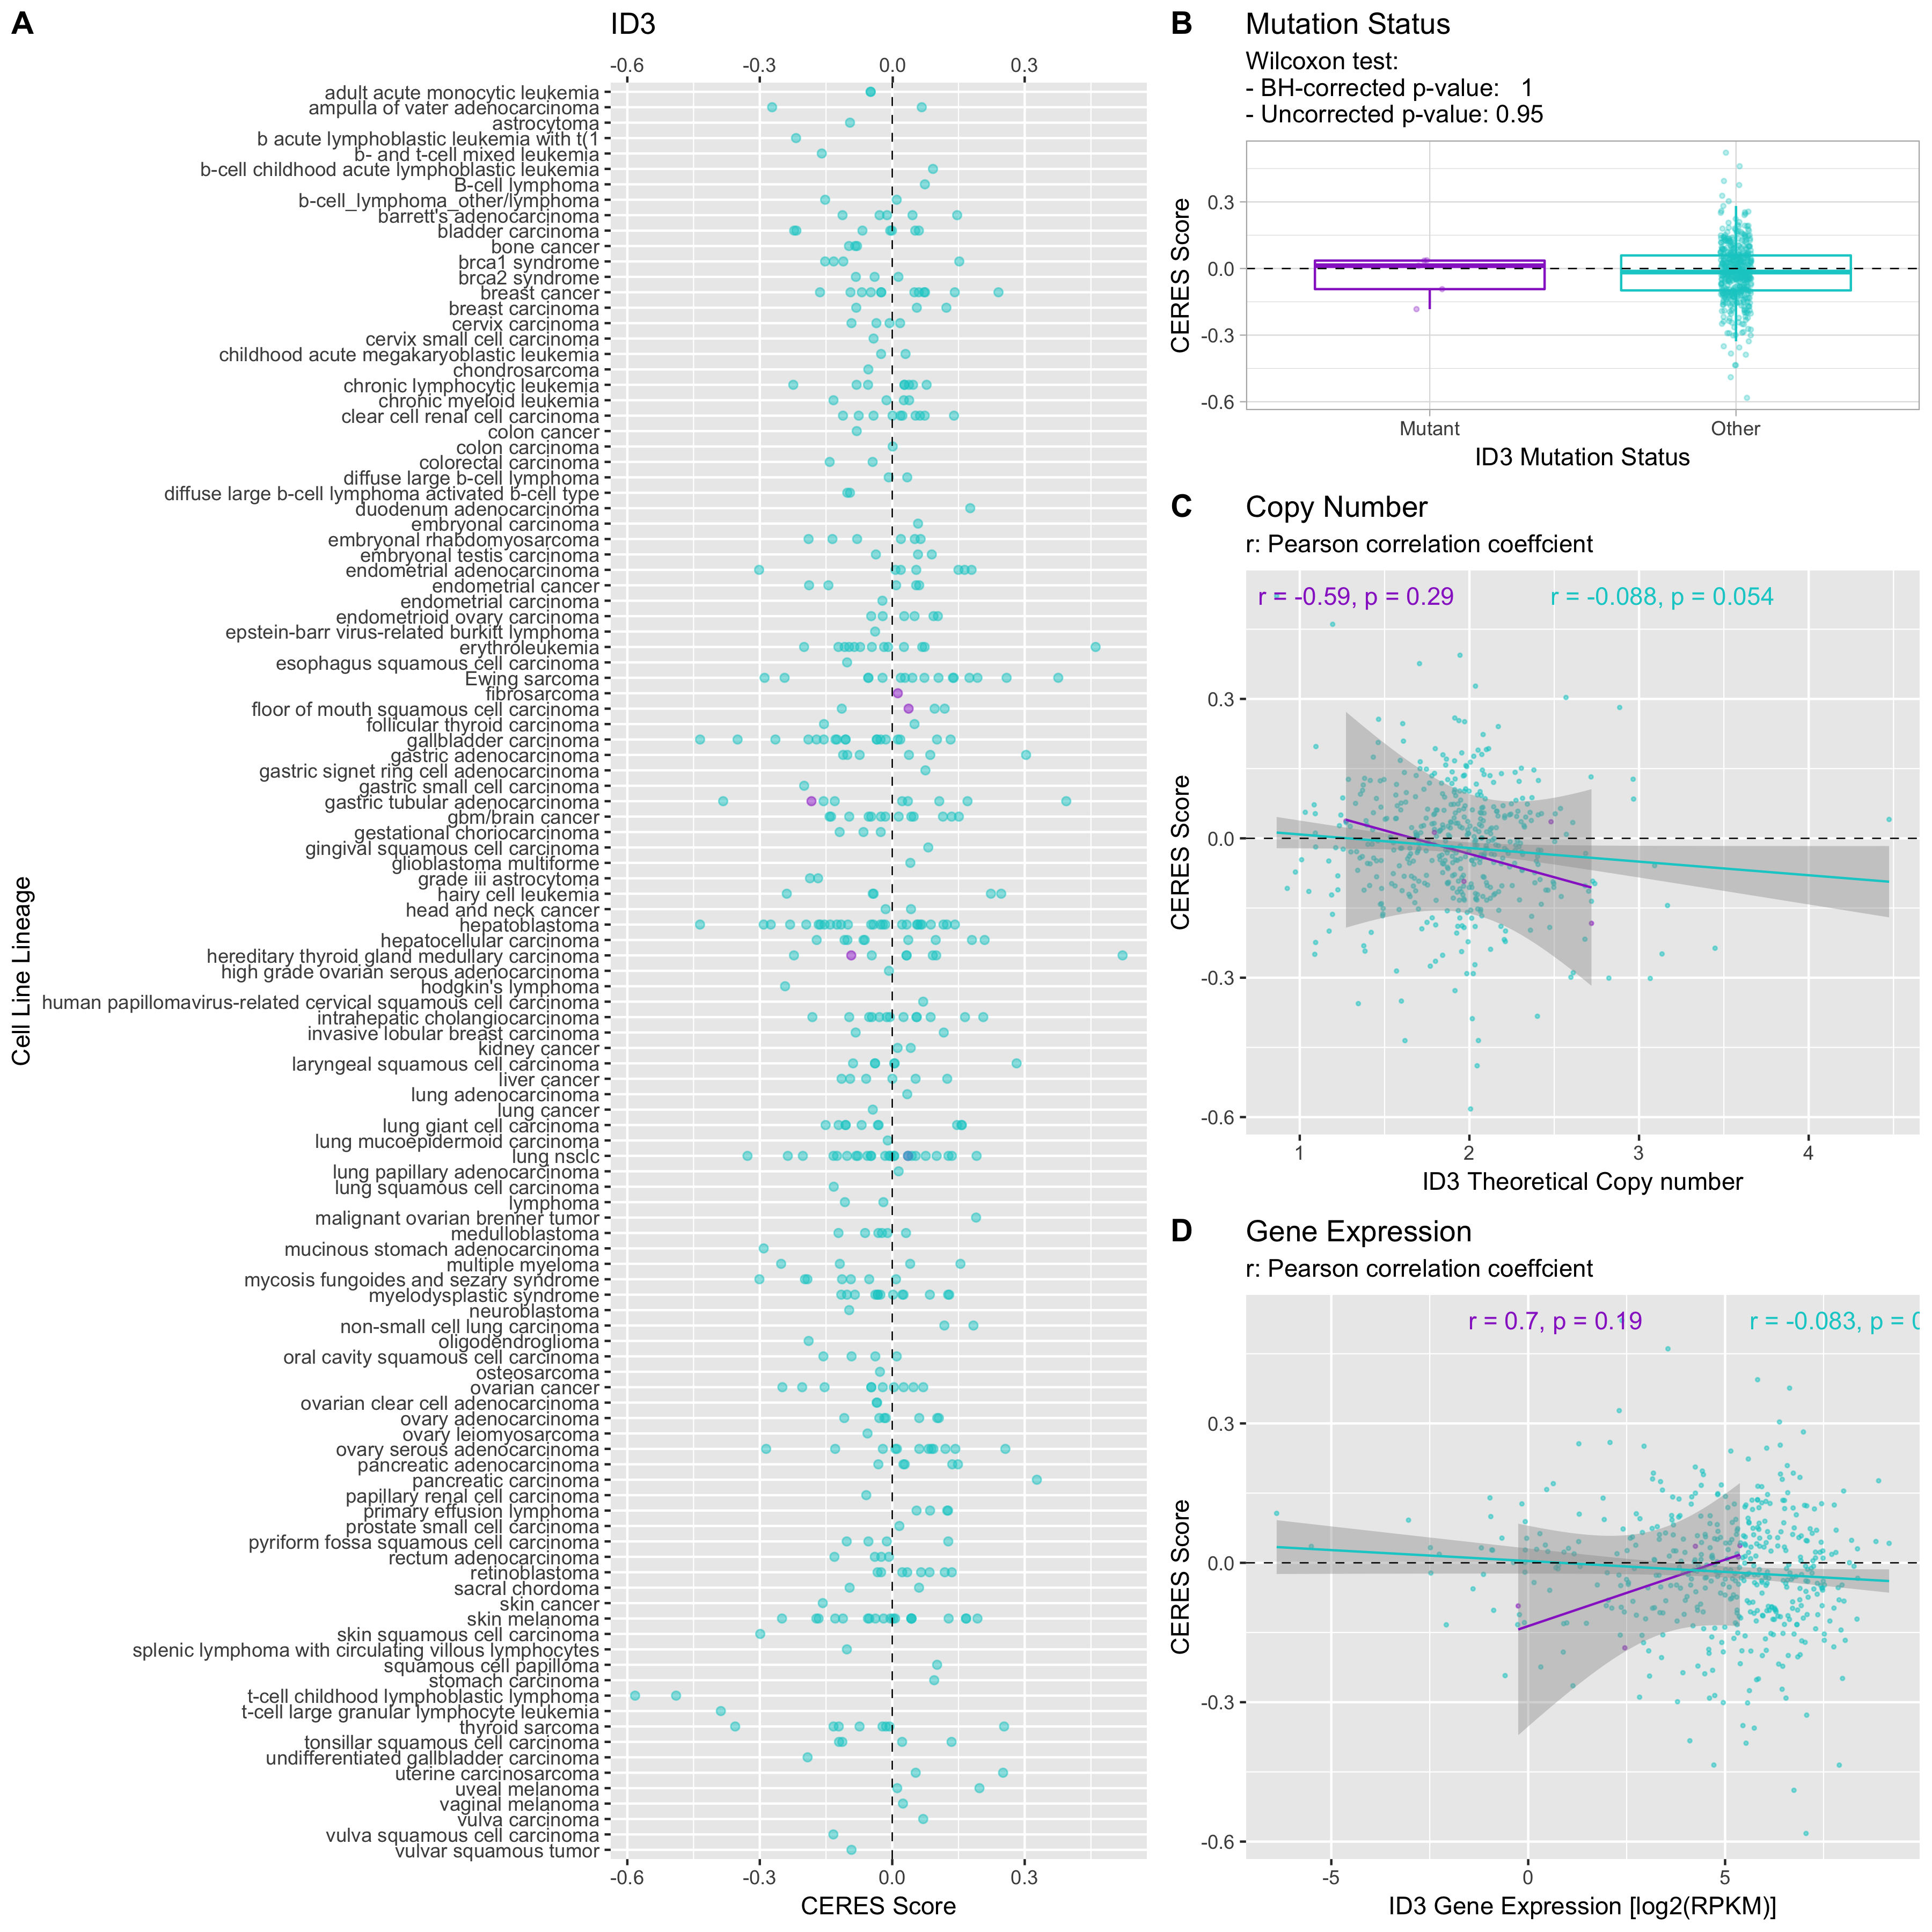 A
ID3
-0.6 -0.3 0.0 0.3
adult acute monocytic leukemia
ampulla of vater adenocarcinoma
astrocytoma
b acute lymphoblastic leukemia with t(1
b- and t-cell mixed leukemia
b-cell childhood acute lymphoblastic leukemia
B-cell lymphoma
b-cell_lymphoma_other/lymphoma
barrett's adenocarcinoma
bladder carcinoma
bone cancer
brca1 syndrome
brca2 syndrome
breast cancer
breast carcinoma
cervix carcinoma
cervix small cell carcinoma
childhood acute megakaryoblastic leukemia
chondrosarcoma
chronic lymphocytic leukemia
chronic myeloid leukemia
clear cell renal cell carcinoma
colon cancer
colon carcinoma
colorectal carcinoma
diffuse large b-cell lymphoma
diffuse large b-cell lymphoma activated b-cell type
duodenum adenocarcinoma
embryonal carcinoma
embryonal rhabdomyosarcoma
embryonal testis carcinoma
endometrial adenocarcinoma
endometrial cancer
endometrial carcinoma
endometrioid ovary carcinoma
epstein-barr virus-related burkitt lymphoma
erythroleukemia
esophagus squamous cell carcinoma
Ewing sarcoma
fibrosarcoma
floor of mouth squamous cell carcinoma
follicular thyroid carcinoma
gallbladder carcinoma
gastric adenocarcinoma
gastric signet ring cell adenocarcinoma
gastric small cell carcinoma
gastric tubular adenocarcinoma
gbm/brain cancer
gestational choriocarcinoma
gingival squamous cell carcinoma
glioblastoma multiforme
grade iii astrocytoma
hairy cell leukemia
head and neck cancer
hepatoblastoma
hepatocellular carcinoma
hereditary thyroid gland medullary carcinoma
high grade ovarian serous adenocarcinoma
hodgkin's lymphoma
human papillomavirus-related cervical squamous cell carcinoma
intrahepatic cholangiocarcinoma
invasive lobular breast carcinoma
kidney cancer
laryngeal squamous cell carcinoma
liver cancer
lung adenocarcinoma
lung cancer
lung giant cell carcinoma
lung mucoepidermoid carcinoma
lung nsclc
lung papillary adenocarcinoma
lung squamous cell carcinoma
lymphoma
malignant ovarian brenner tumor
medulloblastoma
mucinous stomach adenocarcinoma
multiple myeloma
mycosis fungoides and sezary syndrome
myelodysplastic syndrome
neuroblastoma
non-small cell lung carcinoma
oligodendroglioma
oral cavity squamous cell carcinoma
osteosarcoma
ovarian cancer
ovarian clear cell adenocarcinoma
ovary adenocarcinoma
ovary leiomyosarcoma
ovary serous adenocarcinoma
pancreatic adenocarcinoma
pancreatic carcinoma
papillary renal cell carcinoma
primary effusion lymphoma
prostate small cell carcinoma
pyriform fossa squamous cell carcinoma
rectum adenocarcinoma
retinoblastoma
sacral chordoma
skin cancer
skin melanoma
skin squamous cell carcinoma
splenic lymphoma with circulating villous lymphocytes
squamous cell papilloma
stomach carcinoma
t-cell childhood lymphoblastic lymphoma
t-cell large granular lymphocyte leukemia
thyroid sarcoma
tonsillar squamous cell carcinoma
undifferentiated gallbladder carcinoma
uterine carcinosarcoma
uveal melanoma
vaginal melanoma
vulva carcinoma
vulva squamous cell carcinoma
vulvar squamous tumor
-0.6 -0.3 0.0 0.3
CERES Score
Cell Line Lineage
B
Mutation Status
Wilcoxon test:
- BH-corrected p-value: 1
- Uncorrected p-value: 0.95
0.3
0.0
-0.3
-0.6
CERES Score
Mutant Other
ID3 Mutation Status
C
Copy Number
r: Pearson correlation coeffcient
r = -0.59, p = 0.29 r = -0.088, p = 0.054
0.3
0.0
-0.3
-0.6
CERES Score
1 2 3 4
ID3 Theoretical Copy number
D
Gene Expression
r: Pearson correlation coeffcient
r = 0.7, p = 0.19 r = -0.083, p = 0
0.3
0.0
-0.3
-0.6
CERES Score
-5 0 5
ID3 Gene Expression [log2(RPKM)]